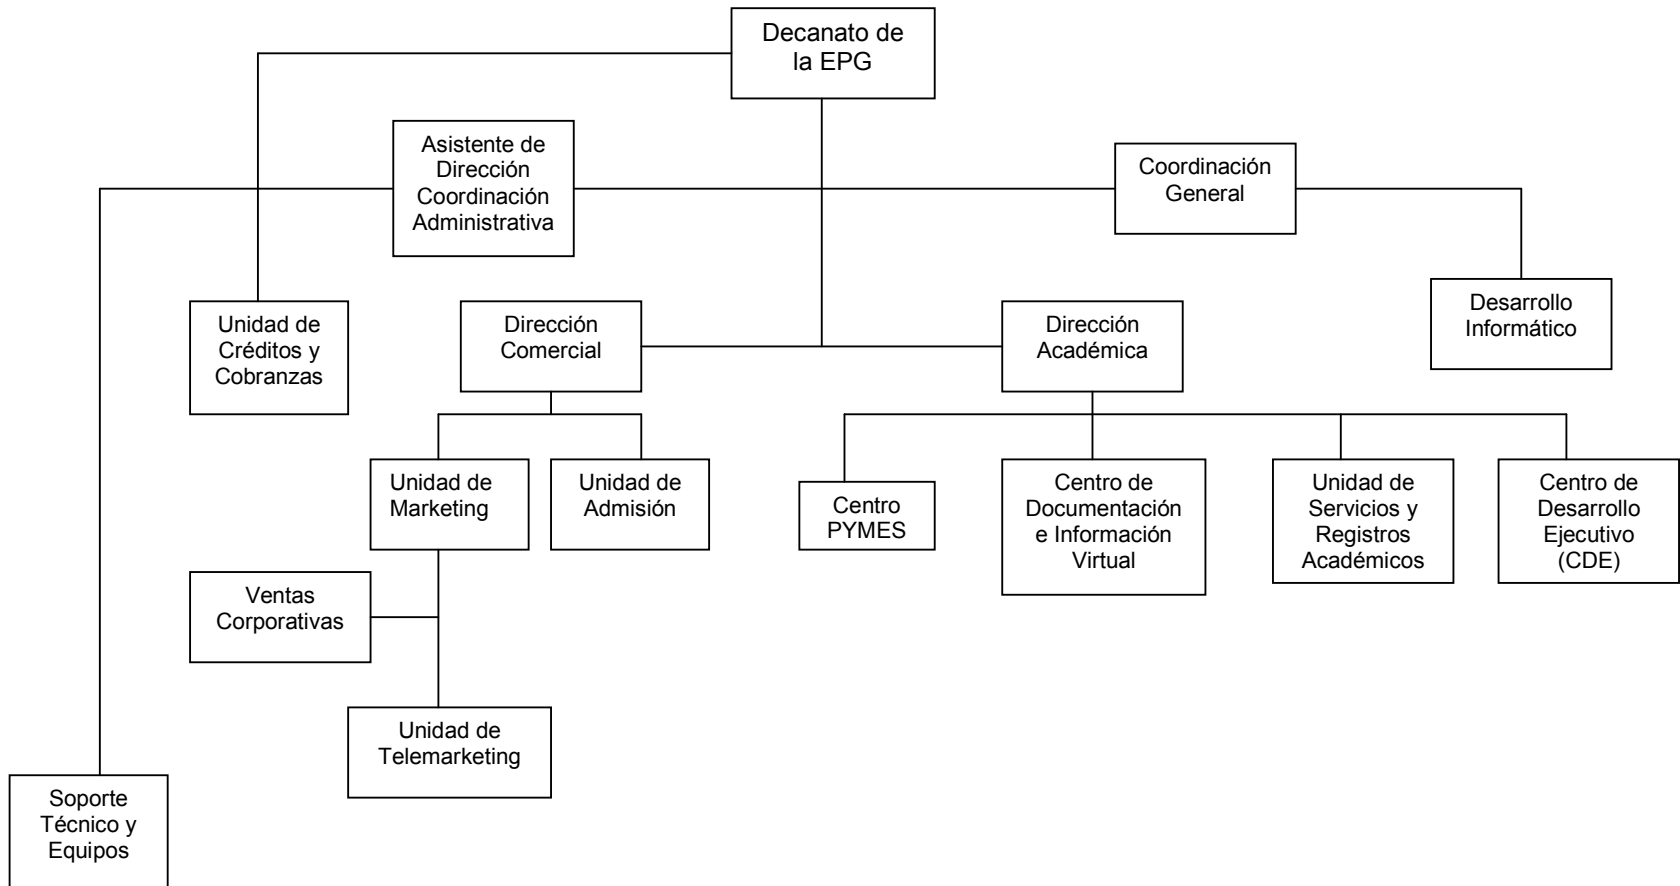 Decanato de
la EPG
Asistente de
Dirección
Coordinación
Administrativa
Coordinación
General
Desarrollo
Informático
Unidad de
Créditos y
Cobranzas
Dirección
Comercial
Dirección
Académica
Unidad de
Marketing
Unidad de
Admisión
Centro
PYMES
Centro de
Documentación
e Información
Virtual
Unidad de
Servicios y
Registros
Académicos
Centro de
Desarrollo
Ejecutivo
(CDE)
Ventas
Corporativas
Unidad de
Telemarketing
Soporte
Técnico y
Equipos